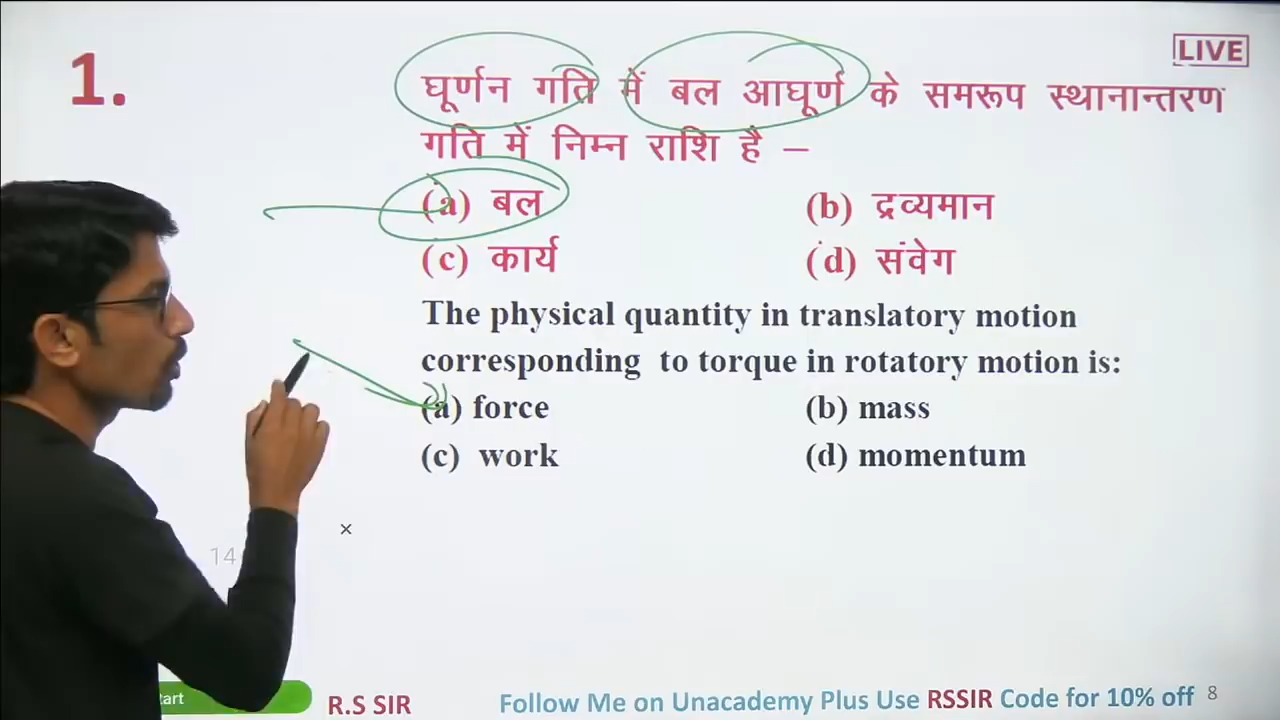 LIVE
1.
घूर्णन गति में बल आघूर्ण के समरूप स्थानान्तरण
गति में निम्न राशि है –
(a) बल (b) द्रव्यमान
(c) कार्य (d) संवेग
The physical quantity in translatory motion
corresponding to torque in rotatory motion is:
(a) force (b) mass
(c) work (d) momentum
14
R.S SIR
Follow Me on Unacademy Plus Use RSSIR Code for 10% off 8